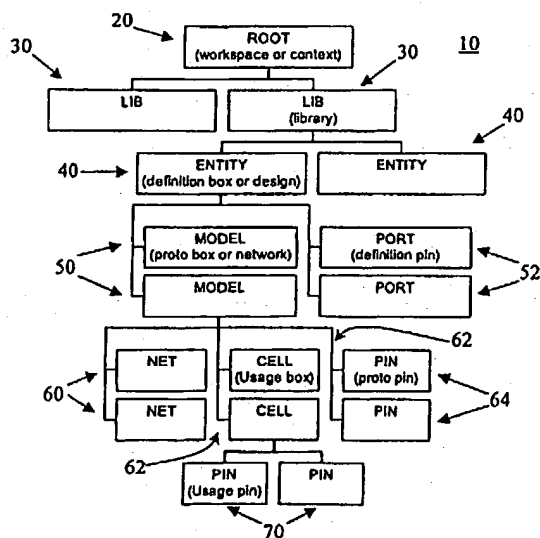 20
ROOT
(workspace or context)
10
30
30
LIB
LIB
(library)
40
40
ENTITY
(definition box or design)
ENTITY
50
MODEL
(proto box or network)
PORT
(definition pin)
52
MODEL
PORT
62
60
NET
CELL
(Usage box)
PIN
(proto pin)
64
NET
CELL
PIN
62
PIN
(Usage pin)
PIN
70